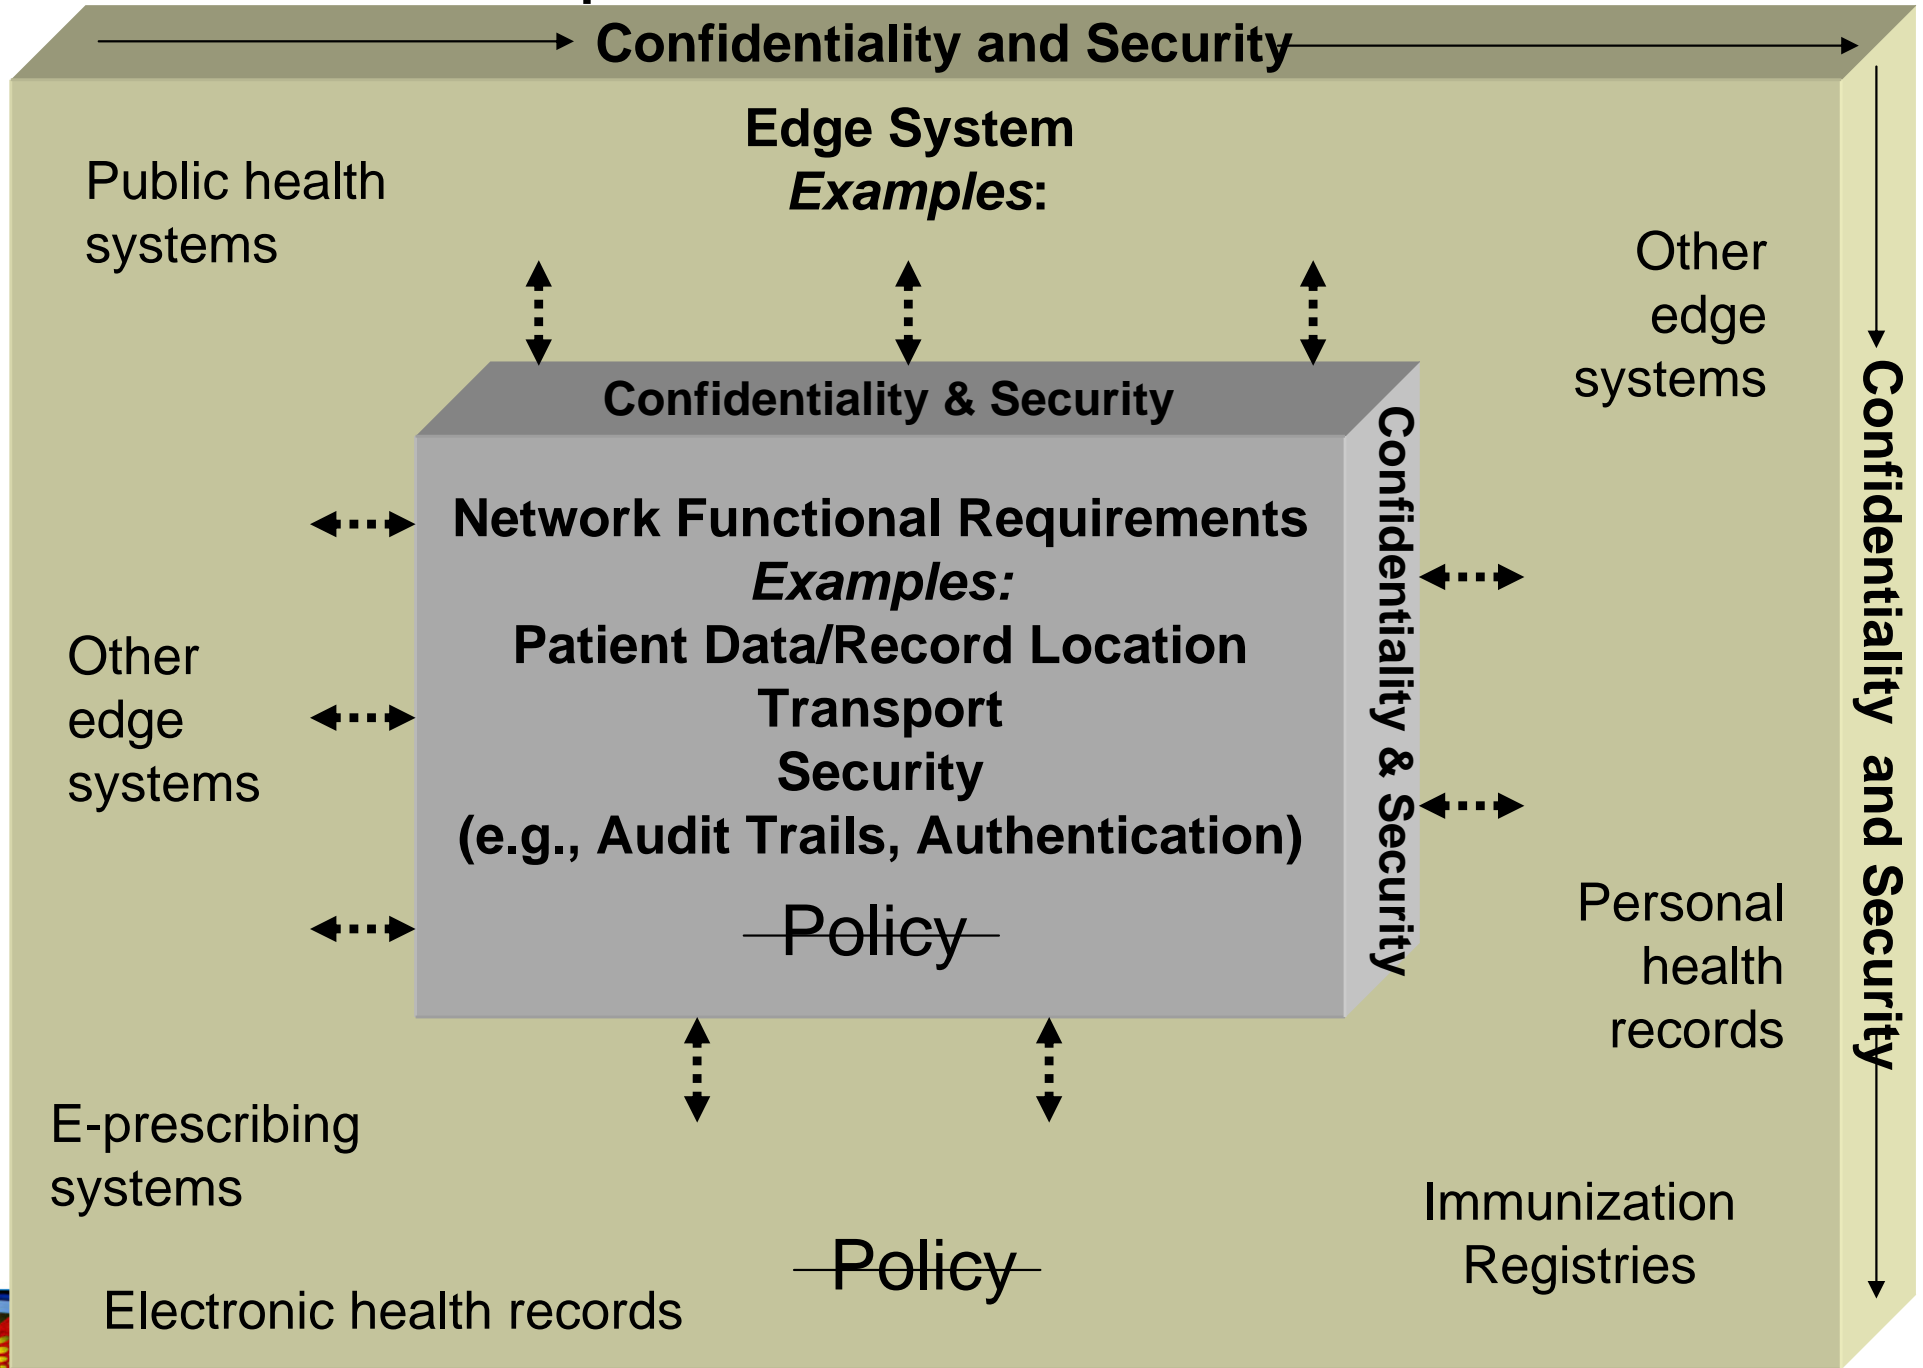 Confidentiality and Security
Edge System
Examples:
Public health
systems
Other
edge
systems
Confidentiality & Security
Confidentiality & Security
Confidentiality and Security
Network Functional Requirements
Examples:
Patient Data/Record Location
Transport
Security
(e.g., Audit Trails, Authentication)
Policy
Other
edge
systems
Personal
health
records
E-prescribing
systems
Immunization
Registries
Policy
Electronic health records